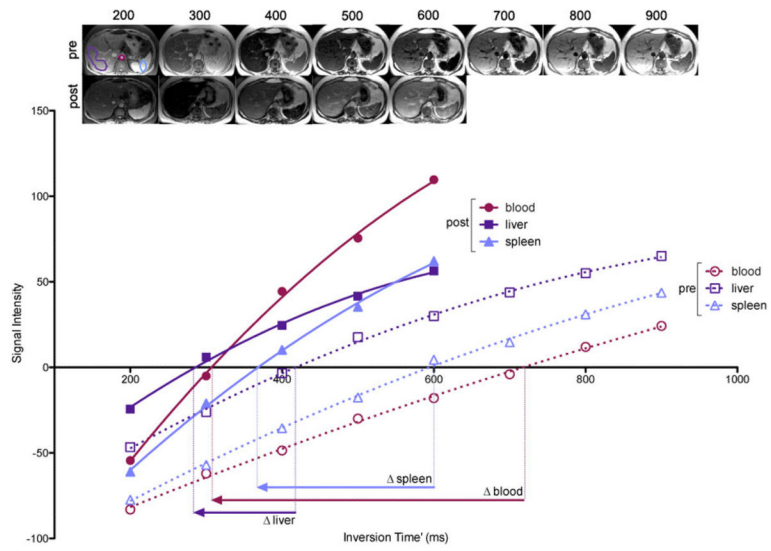 200 300 400 500 600 700 800 900
pre
post
150
100
50
0
-50
-100
Signal Intensity
200 400 600 800 1000
Inversion Time' (ms)
post
blood
liver
spleen
pre
blood
liver
spleen
Δ spleen
Δ blood
Δ liver